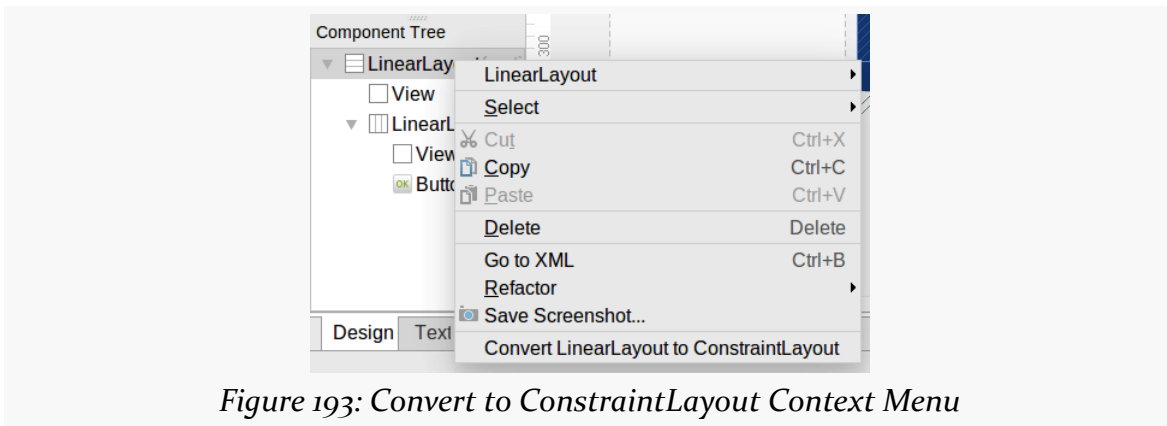 Component Tree
300
LinearLay
LinearLayout
View
Select
LinearL
Cut Ctrl+X
View
Copy Ctrl+C
OK Butto
Paste Ctrl+V
Delete Delete
Go to XML Ctrl+B
Refactor
Save Screenshot...
Design Text
Convert LinearLayout to ConstraintLayout
Figure 193: Convert to ConstraintLayout Context Menu